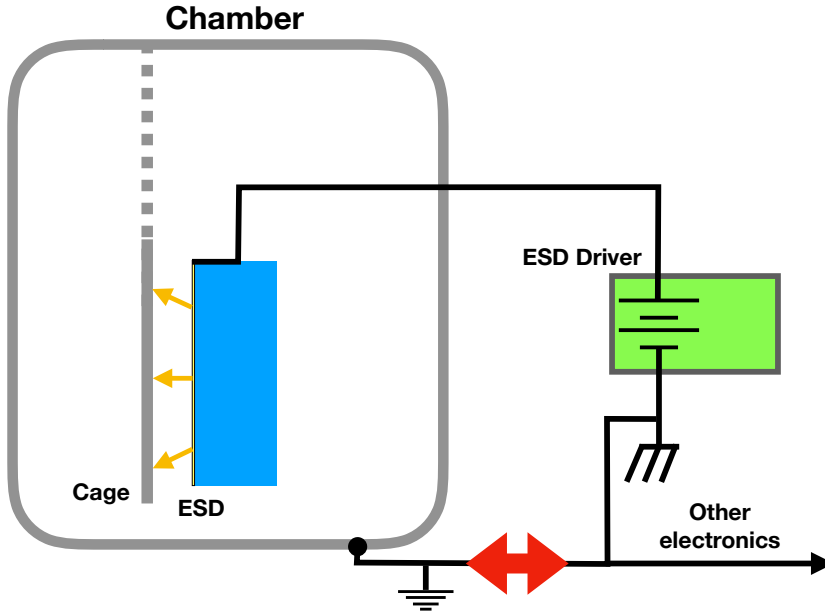 Chamber
ESD Driver
Cage
ESD
Other
electronics